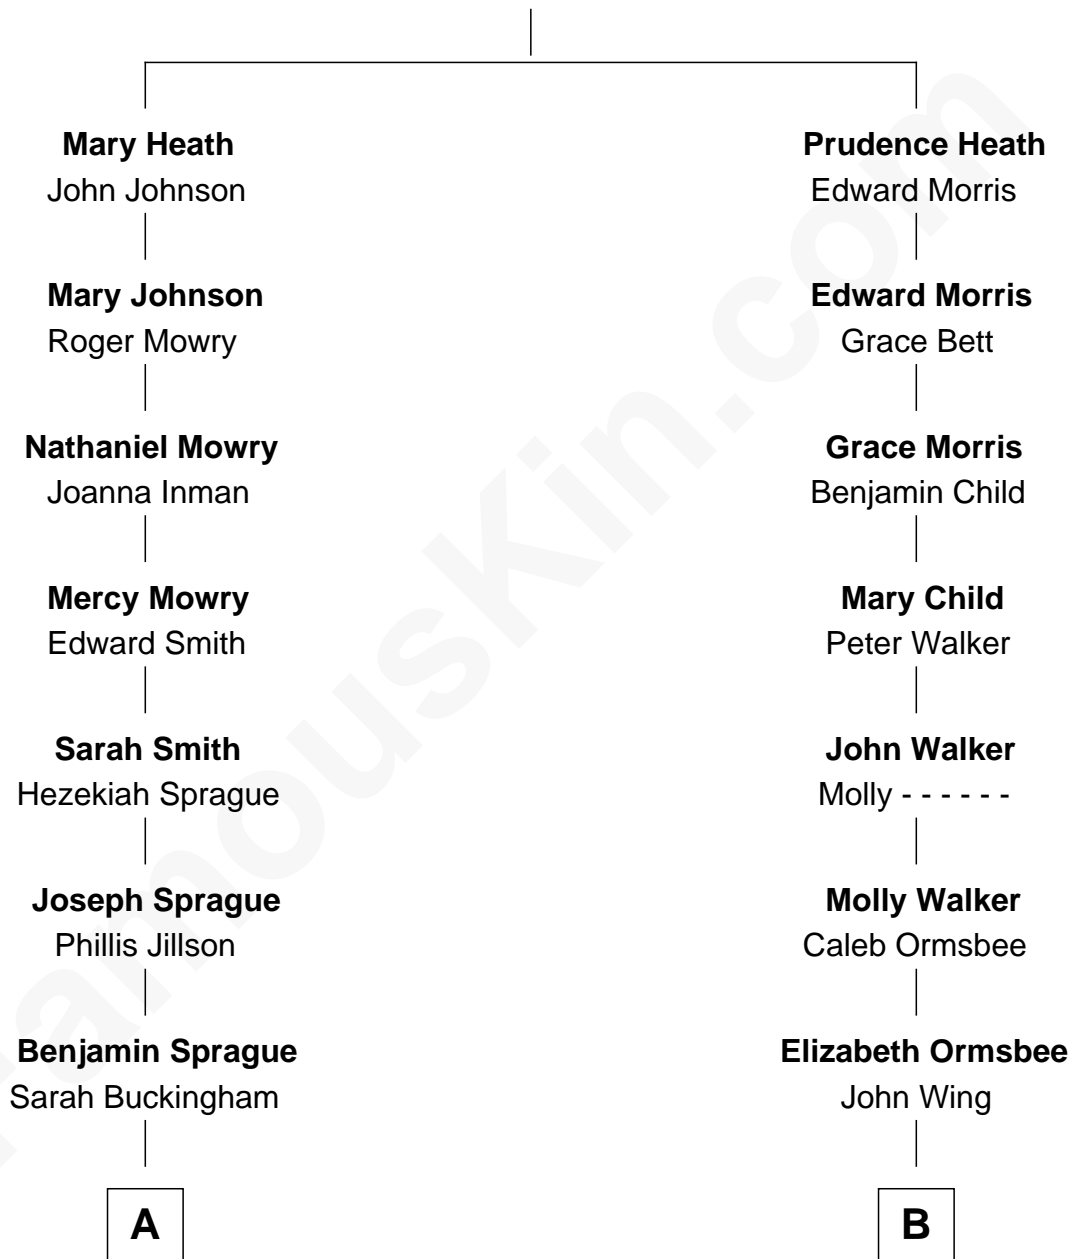 Mary Heath
John Johnson
Mary Johnson
Roger Mowry
Nathaniel Mowry
Joanna Inman
Mercy Mowry
Edward Smith
Sarah Smith
Hezekiah Sprague
Joseph Sprague
Phillis Jillson
Benjamin Sprague
Sarah Buckingham
A
Prudence Heath
Edward Morris
Edward Morris
Grace Bett
Grace Morris
Benjamin Child
Mary Child
Peter Walker
John Walker
Molly - - - - - -
Molly Walker
Caleb Ormsbee
Elizabeth Ormsbee
John Wing
B
FamousKin.com